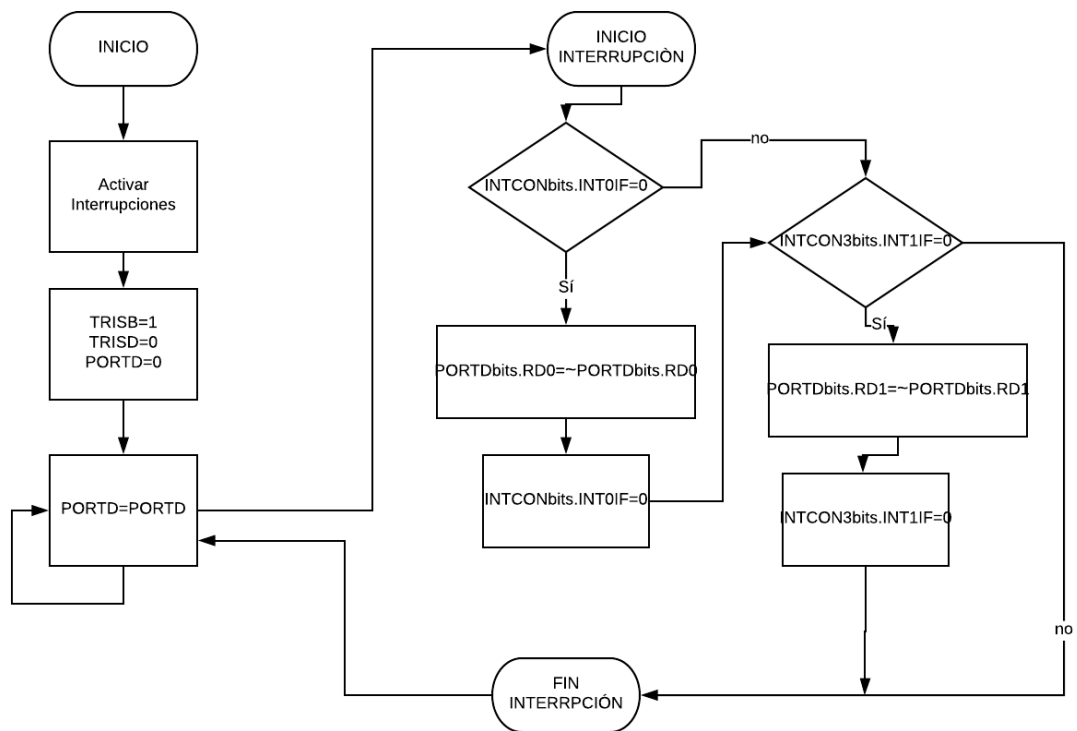 INICIO
Activar
Interrupciones
TRISB=1
TRISD=0
PORTD=0
PORTD=PORTD
INICIO
INTERRUPCIÒN
INTCONbits.INT0IF=0
no
Sí
PORTDbits.RD0=~PORTDbits.RD0
INTCONbits.INT0IF=0
INTCON3bits.INT1IF=0
Sí
PORTDbits.RD1=~PORTDbits.RD1
INTCON3bits.INT1IF=0
no
FIN
INTERRPCIÓN